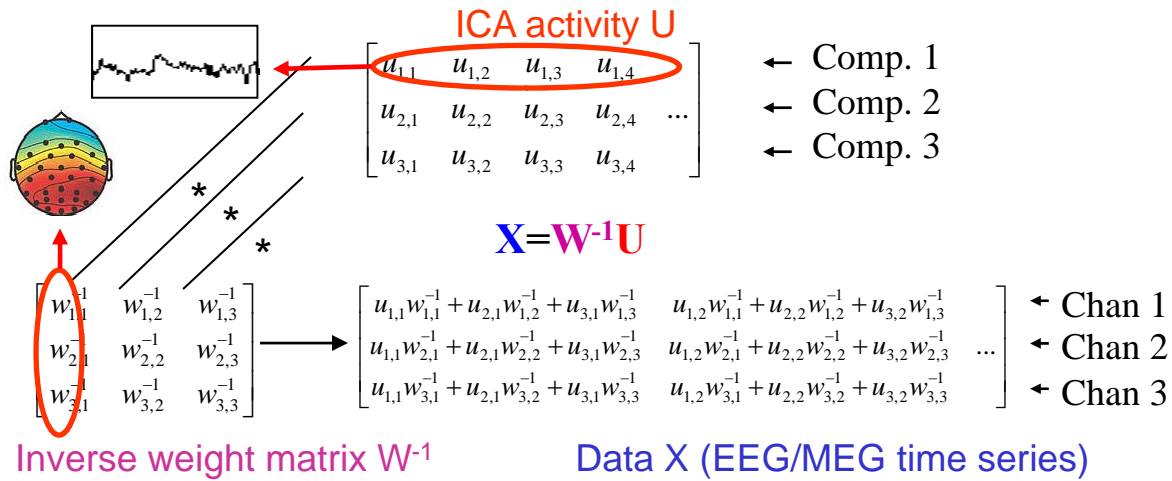 ICA activity U
u₁,₁ u₁,₂ u₁,₃ u₁,₄ ← Comp. 1
u₂,₁ u₂,₂ u₂,₃ u₂,₄ ... ← Comp. 2
u₃,₁ u₃,₂ u₃,₃ u₃,₄ ← Comp. 3
*
*
*
X=W⁻¹U
w⁻¹₁,₁ w⁻¹₁,₂ w⁻¹₁,₃
w⁻¹₂,₁ w⁻¹₂,₂ w⁻¹₂,₃
w⁻¹₃,₁ w⁻¹₃,₂ w⁻¹₃,₃
u₁,₁w⁻¹₁,₁ + u₂,₁w⁻¹₁,₂ + u₃,₁w⁻¹₁,₃ u₁,₂w⁻¹₁,₁ + u₂,₂w⁻¹₁,₂ + u₃,₂w⁻¹₁,₃ ← Chan 1
u₁,₁w⁻¹₂,₁ + u₂,₁w⁻¹₂,₂ + u₃,₁w⁻¹₂,₃ u₁,₂w⁻¹₂,₁ + u₂,₂w⁻¹₂,₂ + u₃,₂w⁻¹₂,₃ ... ← Chan 2
u₁,₁w⁻¹₃,₁ + u₂,₁w⁻¹₃,₂ + u₃,₁w⁻¹₃,₃ u₁,₂w⁻¹₃,₁ + u₂,₂w⁻¹₃,₂ + u₃,₂w⁻¹₃,₃ ← Chan 3
Inverse weight matrix W⁻¹
Data X (EEG/MEG time series)